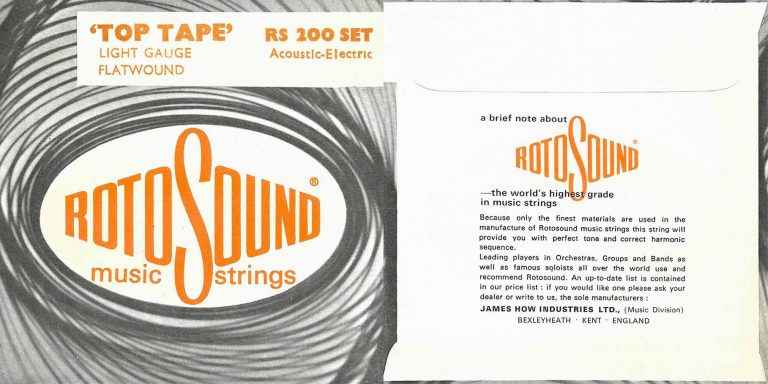 'TOP TAPE' RS 200 SET
LIGHT GAUGE Acoustic-Electric
FLATWOUND
ROTOSOUND®
music strings
a brief note about
ROTOSOUND®
—the world's highest grade
in music strings
Because only the finest materials are used in the
manufacture of Rotosound music strings this string will
provide you with perfect tone and correct harmonic
sequence.
Leading players in Orchestras, Groups and Bands as
well as famous soloists all over the world use and
recommend Rotosound. An up-to-date list is contained
in our price list : if you would like one please ask your
dealer or write to us, the sole manufacturers :
JAMES HOW INDUSTRIES LTD., (Music Division)
BEXLEYHEATH · KENT · ENGLAND